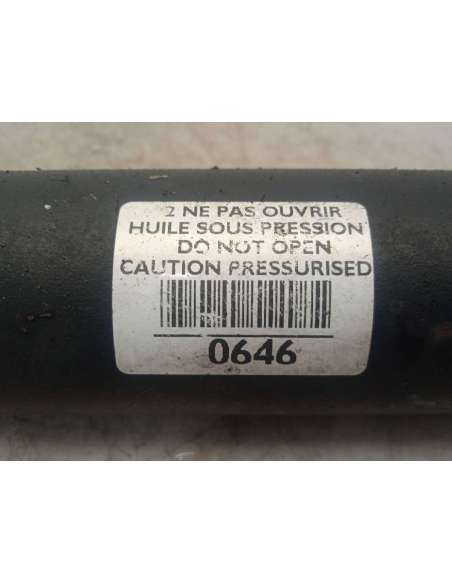 2 NE PAS OUVRIR
HUILE SOUS PRESSION
DO NOT OPEN
CAUTION PRESSURISED
0646